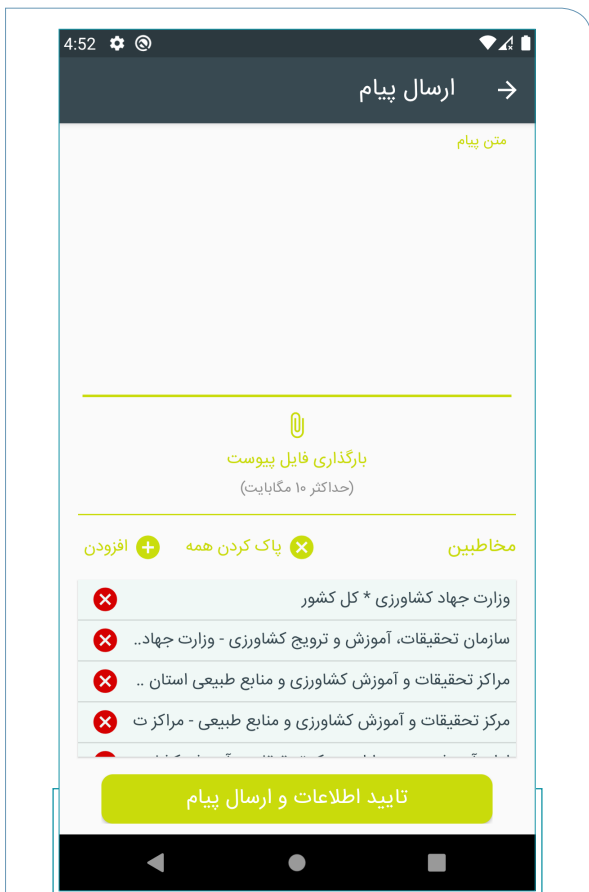 4:52
ارسال پیام
متن پیام
بارگذاری فایل پیوست
(حداکثر ۱۰ مگابایت)
مخاطبین
پاک کردن همه
افزودن
وزارت جهاد کشاورزی * کل کشور
سازمان تحقیقات، آموزش و ترویج کشاورزی - وزارت جهاد..
مراکز تحقیقات و آموزش کشاورزی و منابع طبیعی استان ..
مرکز تحقیقات و آموزش کشاورزی و منابع طبیعی - مراکز ت
تایید اطلاعات و ارسال پیام